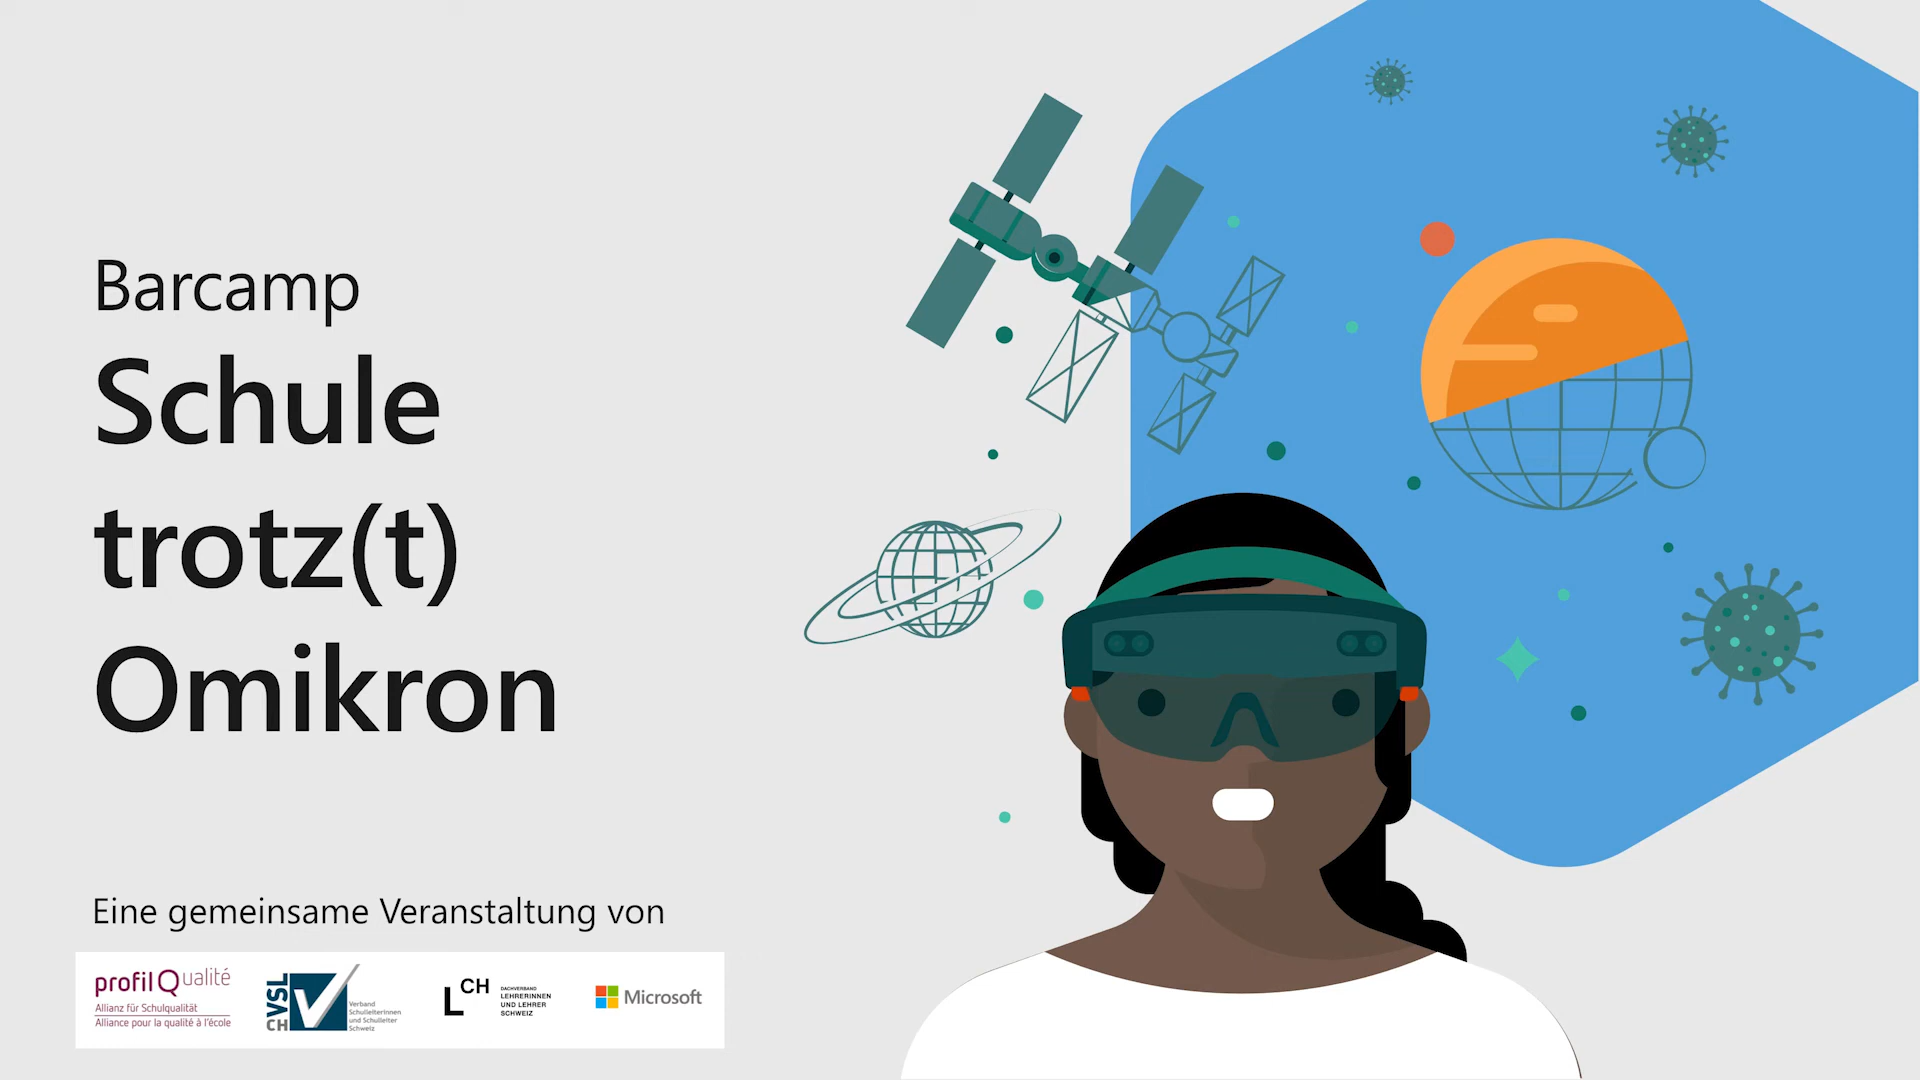 Barcamp
Schule
trotz(t)
Omikron
Eine gemeinsame Veranstaltung von
profilQualité
Allianz für Schulqualität
Alliance pour la qualité à l'école
CH VSL
Verband
Schulleiterinnen
und Schulleiter
Schweiz
LCH
DACHVERBAND
LEHRERINNEN
UND LEHRER
SCHWEIZ
Microsoft